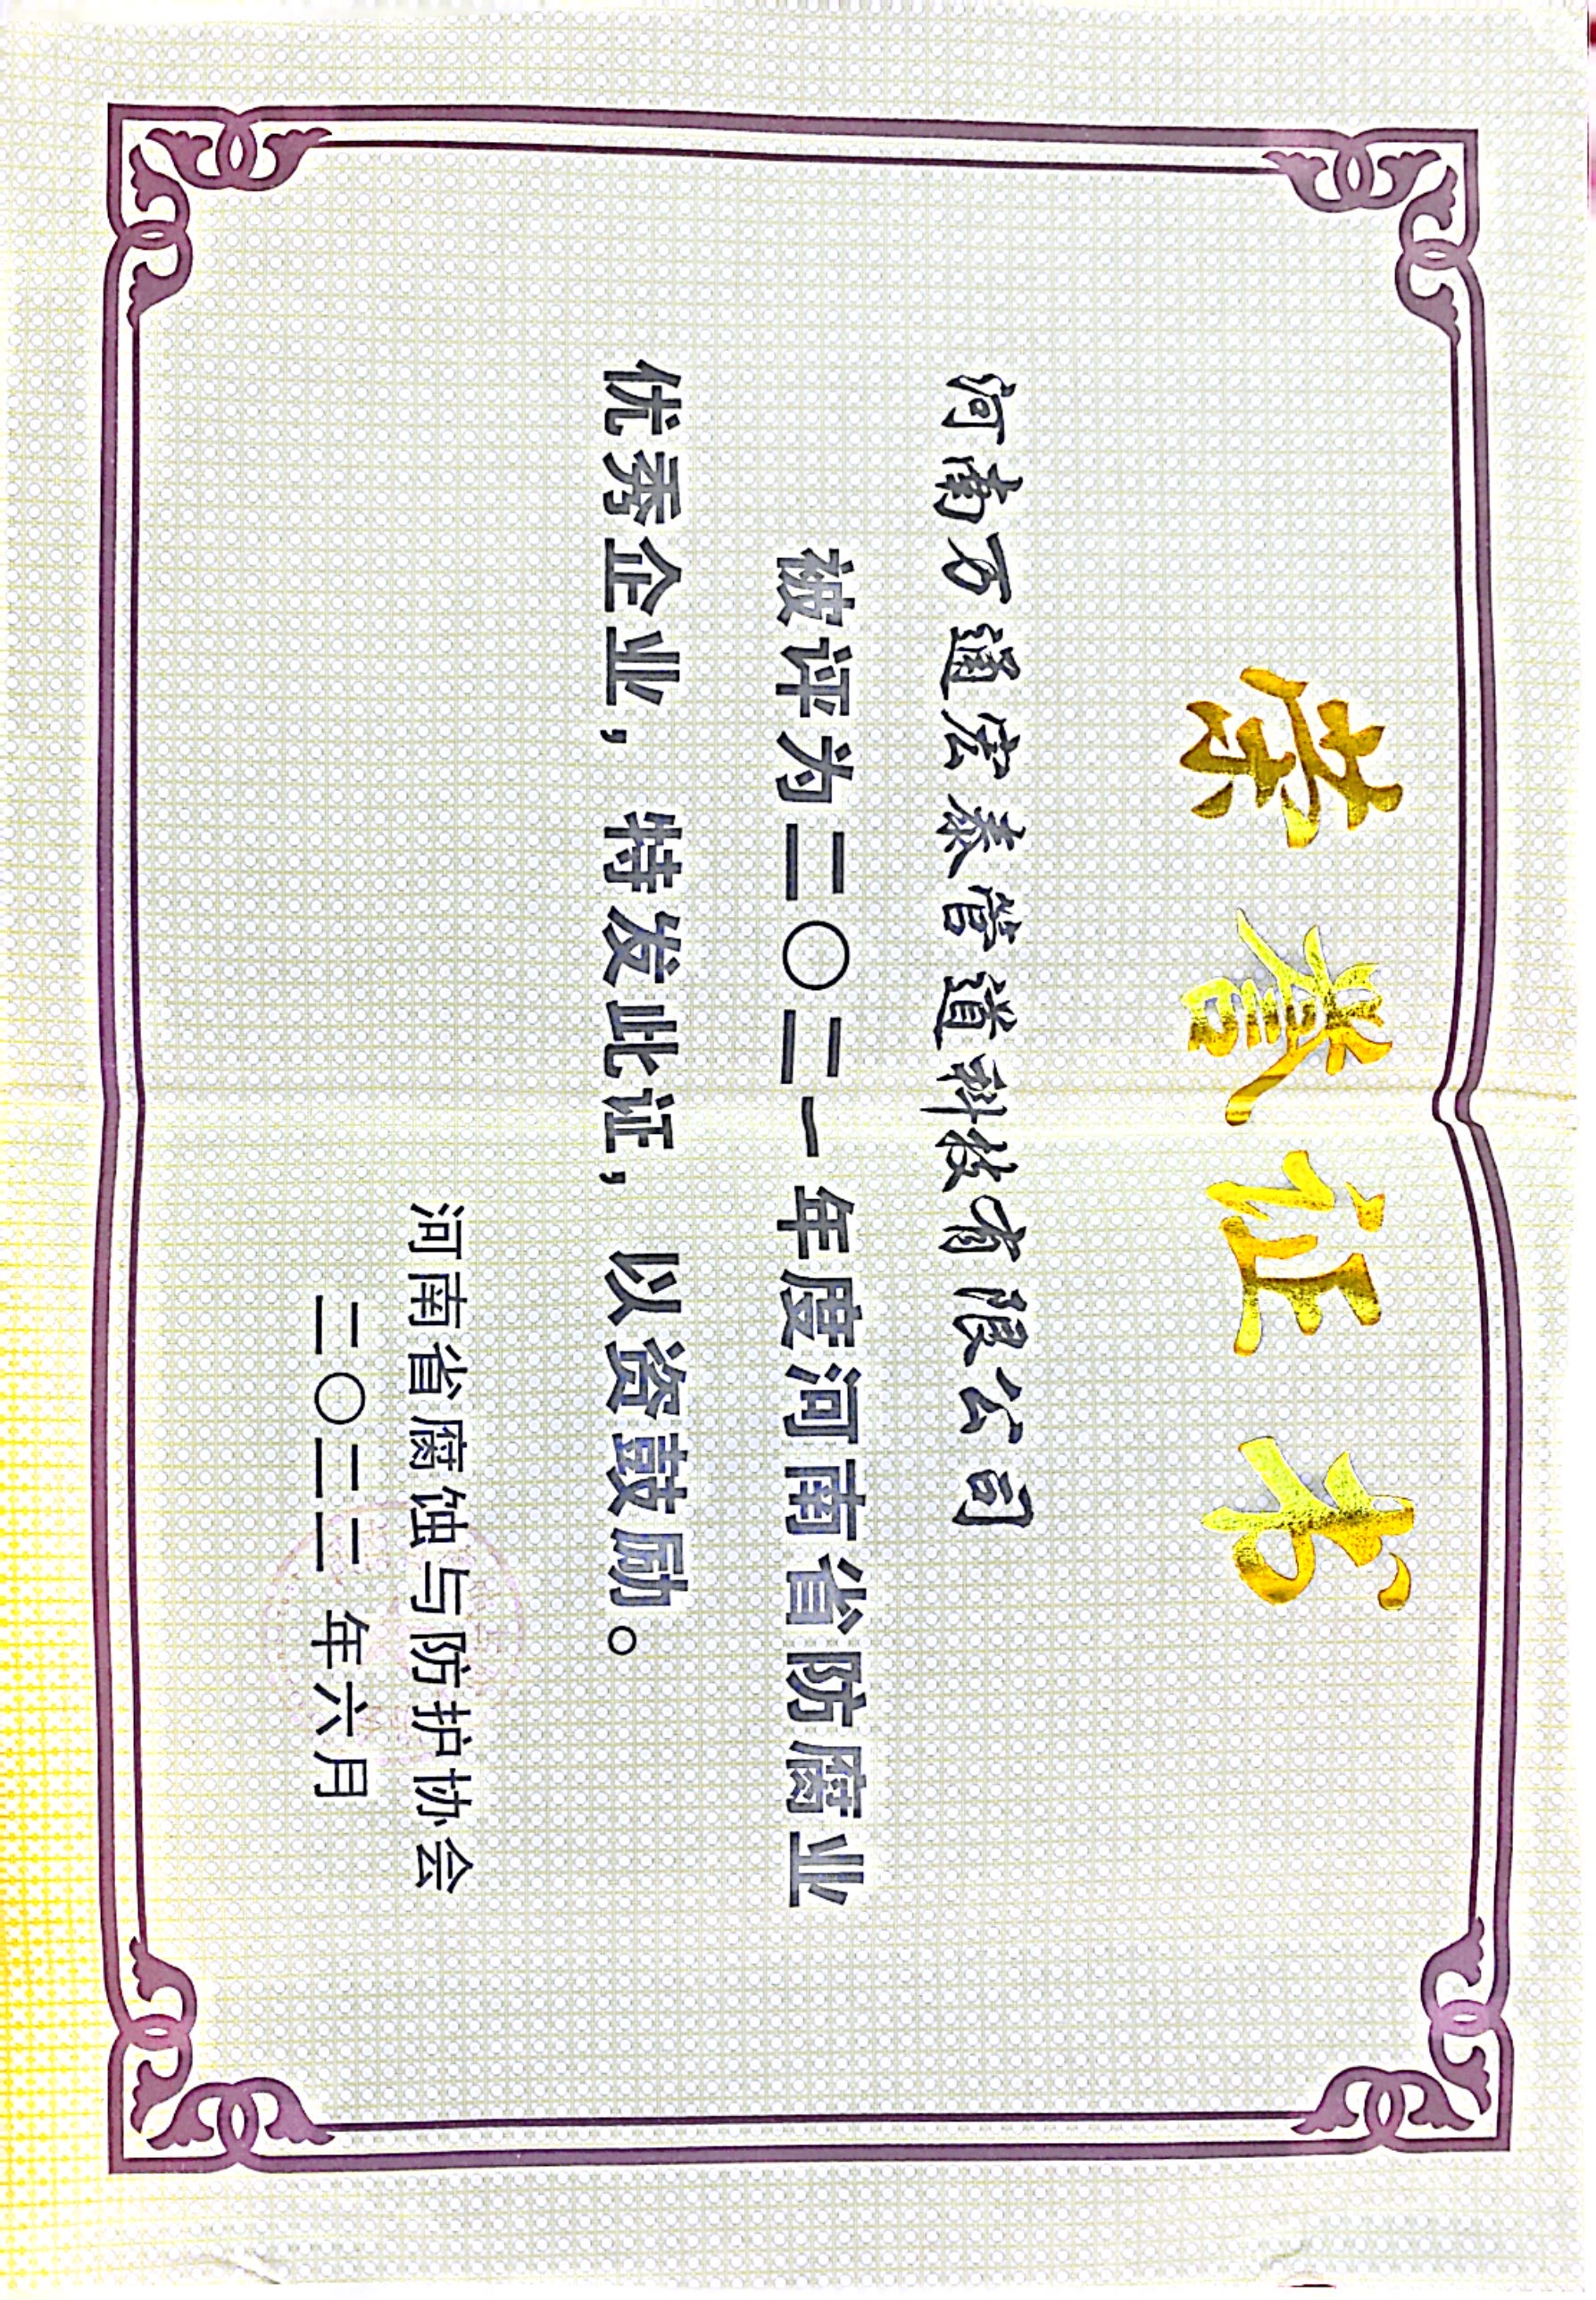 荣誉证书
河南万通宏泰管道科技有限公司
被评为二〇二一年度河南省防腐业
优秀企业，特发此证，以资鼓励。
河南省腐蚀与防护协会
二〇二二年六月